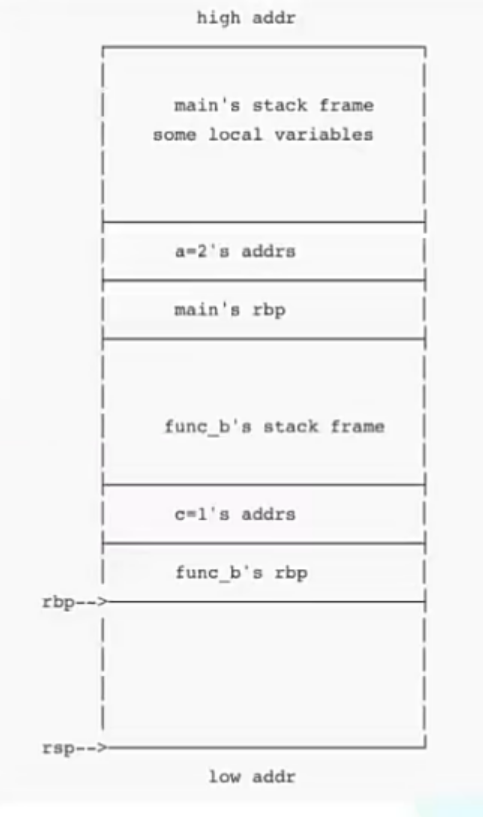 high addr
main's stack frame
some local variables
a=2's addrs
main's rbp
func_b's stack frame
c=1's addrs
func_b's rbp
rbp-->
rsp-->
low addr